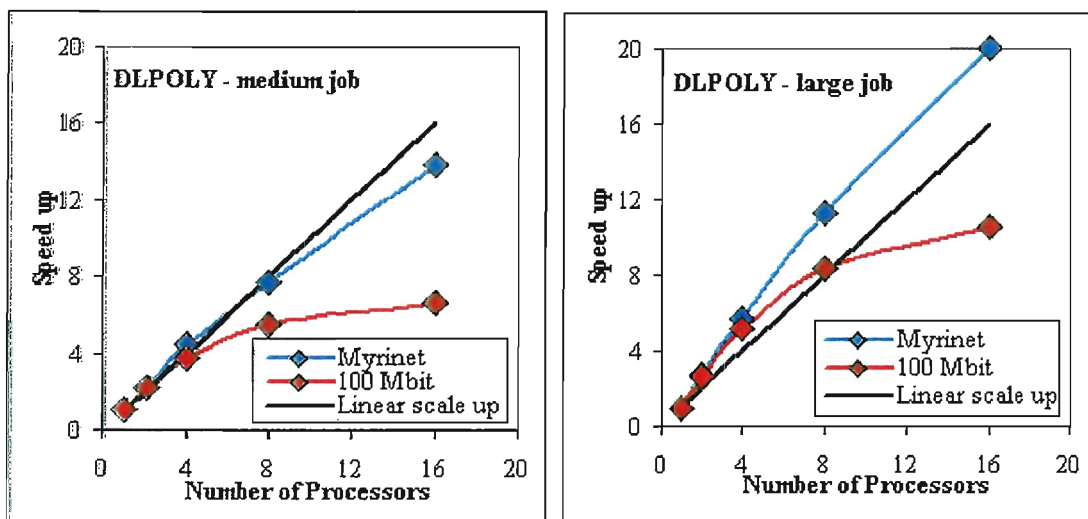 DLPOLY - medium job
Speed up
20
16
12
8
4
0
0 4 8 12 16 20
Number of Processors
Myrinet
100 Mbit
Linear scale up
DLPOLY - large job
Speed up
20
16
12
8
4
0
0 4 8 12 16 20
Number of Processors
Myrinet
100 Mbit
Linear scale up